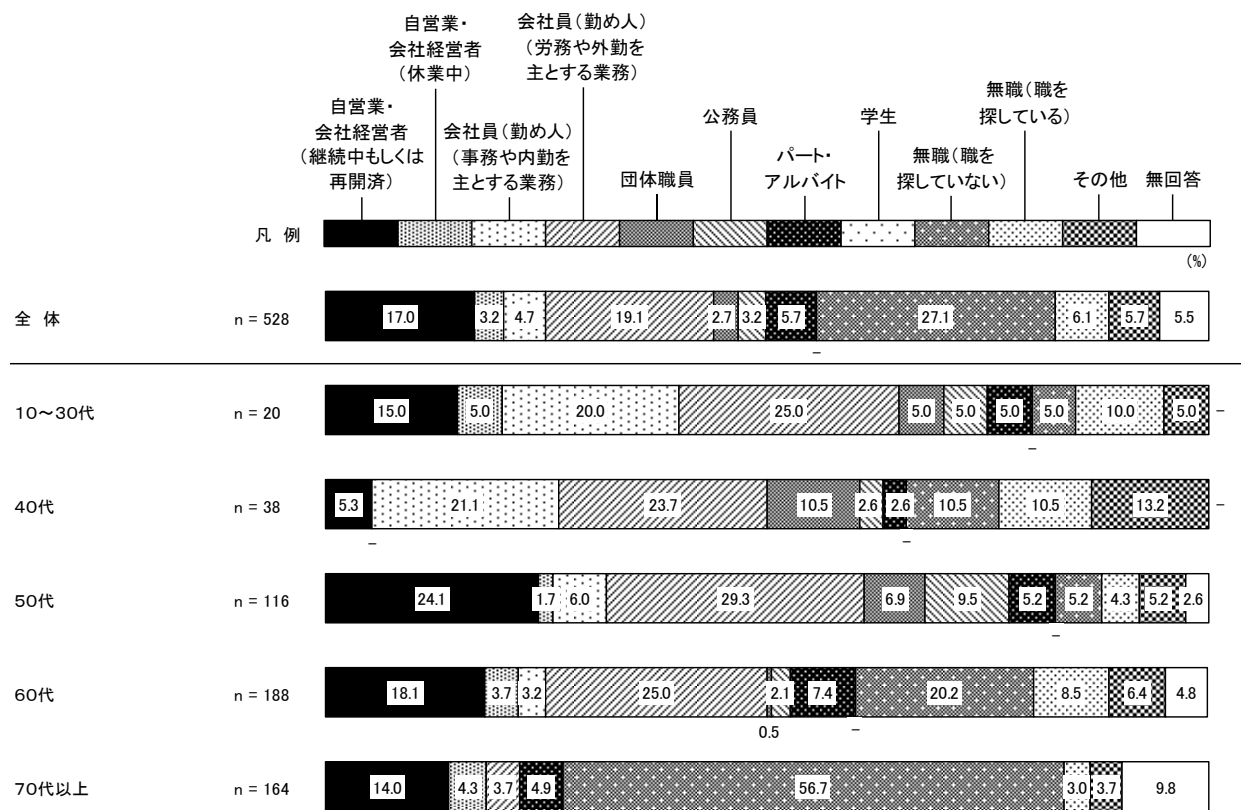 自営業・
会社経営者
（休業中）
会社員（勤め人）
（労務や外勤を
主とする業務）
自営業・
会社経営者
（継続中もしくは
再開済）
会社員（勤め人）
（事務や内勤を
主とする業務）
団体職員
公務員
パート・
アルバイト
学生
無職（職を
探していない）
無職（職を
探している）
その他
無回答
凡 例
(%)
全 体 n = 528 17.0 3.2 4.7 19.1 2.7 3.2 5.7 27.1 6.1 5.7 5.5
–
10～30代 n = 20 15.0 5.0 20.0 25.0 5.0 5.0 5.0 5.0 10.0 5.0 –
–
40代 n = 38 5.3 21.1 23.7 10.5 2.6 2.6 10.5 10.5 13.2 –
– –
50代 n = 116 24.1 1.7 6.0 29.3 6.9 9.5 5.2 5.2 4.3 5.2 2.6
–
60代 n = 188 18.1 3.7 3.2 25.0 2.1 7.4 20.2 8.5 6.4 4.8
0.5 –
70代以上 n = 164 14.0 4.3 3.7 4.9 56.7 3.0 3.7 9.8